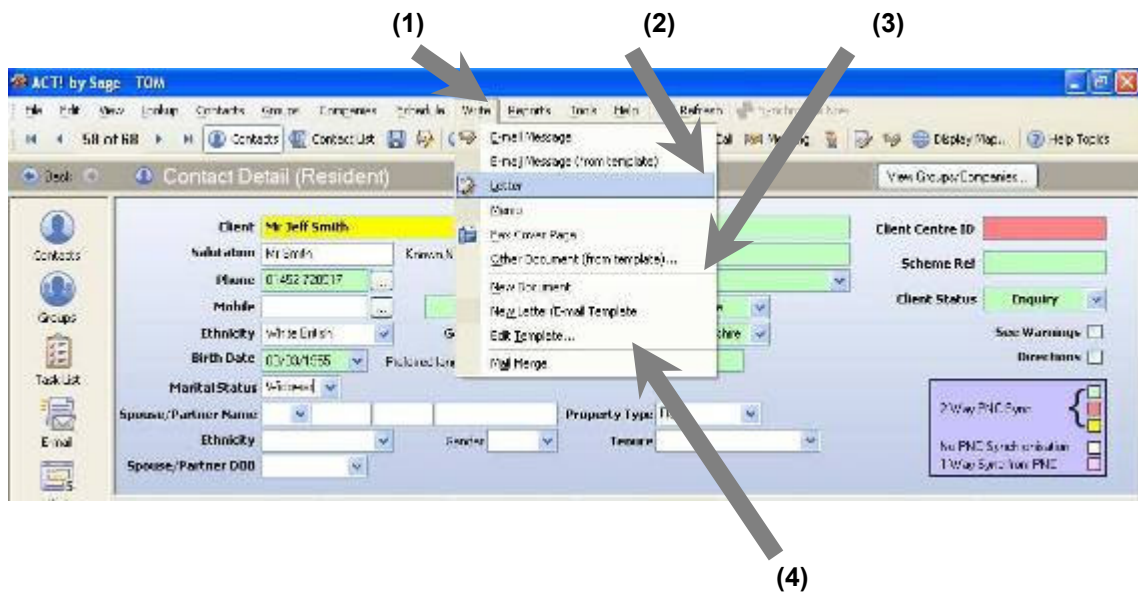 (1) (2) (3)
ACT! by Sage TOM
File Edit View Lookup Contacts Groups Companies Schedule Write Reports Tools Help Refresh
58 of 68 Contacts Contact List Call Display Map... Help Topics
Back Contact Detail (Resident) View Groups/Companies...
E-mail Message
E-mail Message (from template)
Letter
Memo
Fax Cover Page
Other Document (from template)...
New Document
New Letter/E-mail Template
Edit Template...
Mail Merge
Contacts
Groups
Task List
E-mail
Client Mr Jeff Smith Client Centre ID
Salutation Mr Smith Scheme Ref
Phone Client Status Enquiry
Mobile
Ethnicity White British See Warnings
Birth Date Directions
Marital Status Widowed
Spouse/Partner Name Property Type
Ethnicity Gender Tenure
Spouse/Partner DOB
2 Way PNC Sync
No PNC Synchronisation
1 Way Sync from PNC
(4)